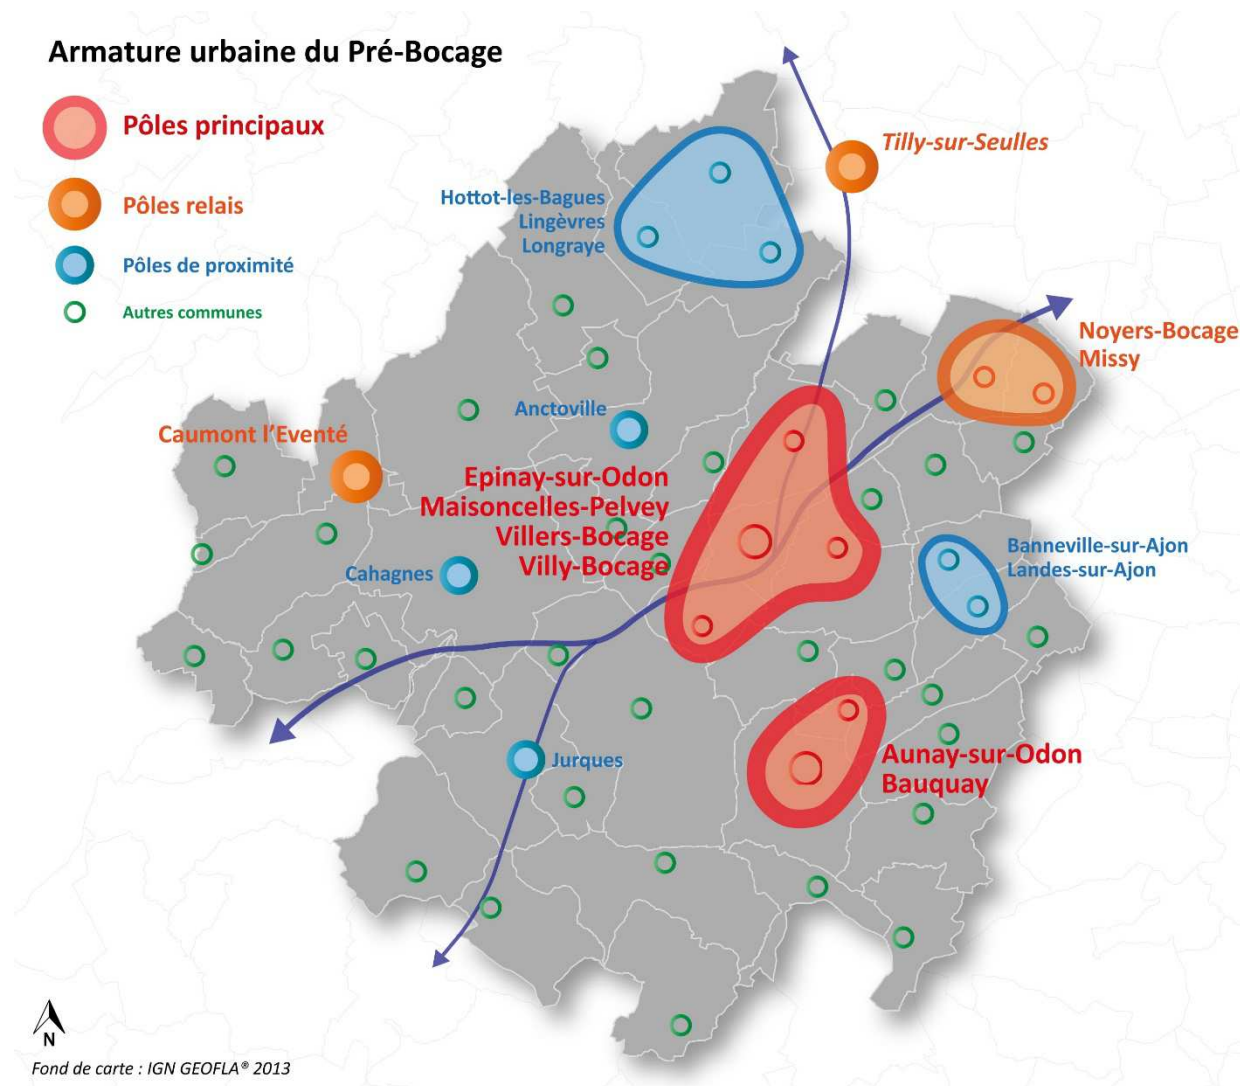 Armature urbaine du Pré-Bocage
Pôles principaux
Pôles relais
Pôles de proximité
Autres communes
Tilly-sur-Seulles
Hottot-les-Bagues
Lingèvres
Longraye
Noyers-Bocage
Missy
Anctoville
Caumont l'Eventé
Epinay-sur-Odon
Maisoncelles-Pelvey
Villers-Bocage
Villy-Bocage
Banneville-sur-Ajon
Landes-sur-Ajon
Cahagnes
Jurques
Aunay-sur-Odon
Bauquay
N
Fond de carte : IGN GEOFLA® 2013